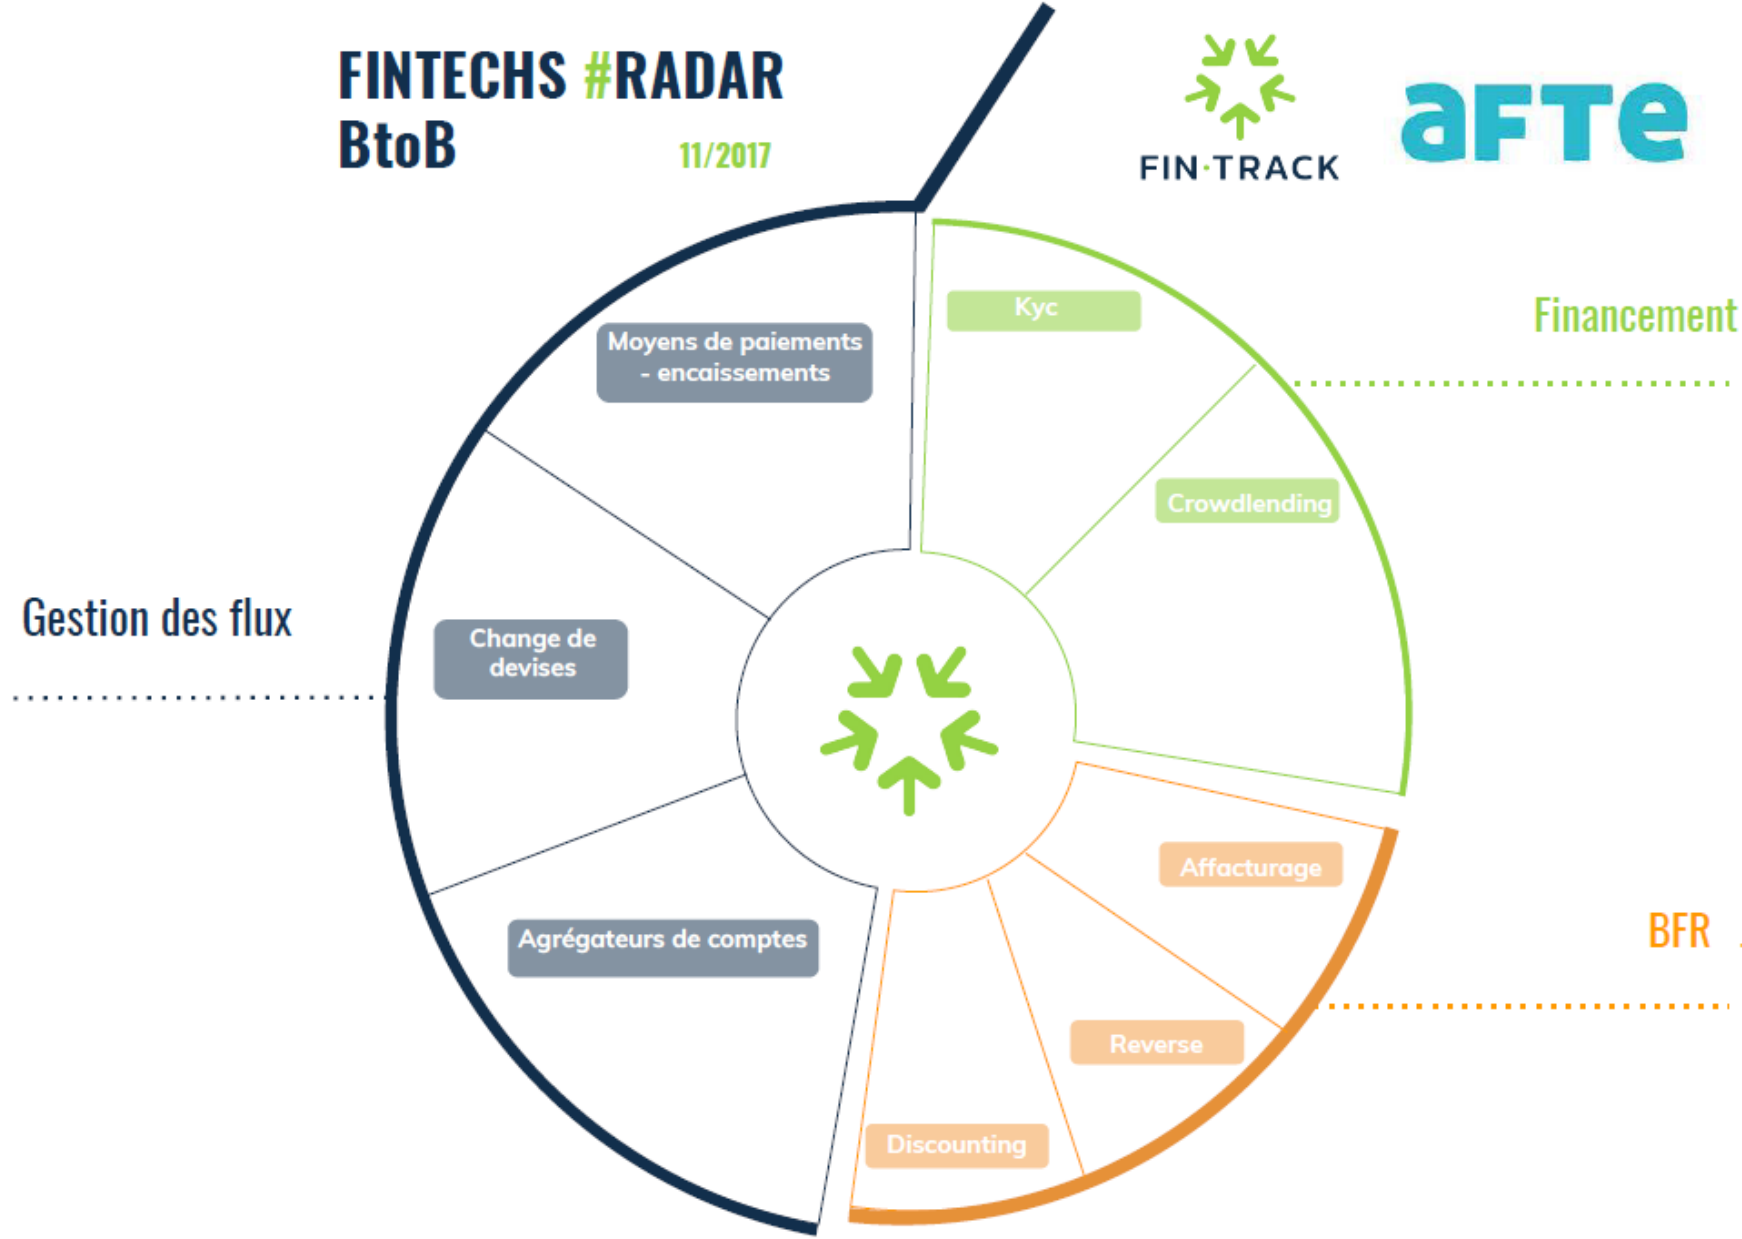 FINTECHS #RADAR
BtoB
11/2017
FIN·TRACK
aFTe
Financement
Kyc
Moyens de paiements
- encaissements
Crowdlending
Gestion des flux
Change de
devises
Affacturage
BFR
Agrégateurs de comptes
Reverse
Discounting